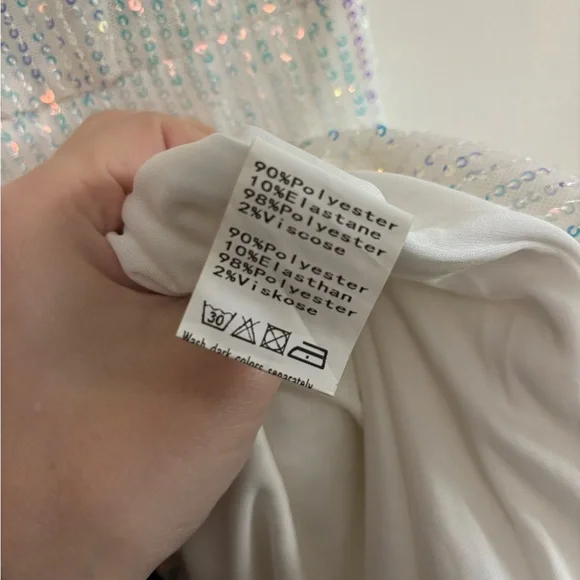 90%Polyester
10%Elastane
98%Polyester
2%Viscose
90%Polyester
10%Elasthan
98%Polyester
2%Viskose
30
Wash dark colors separately